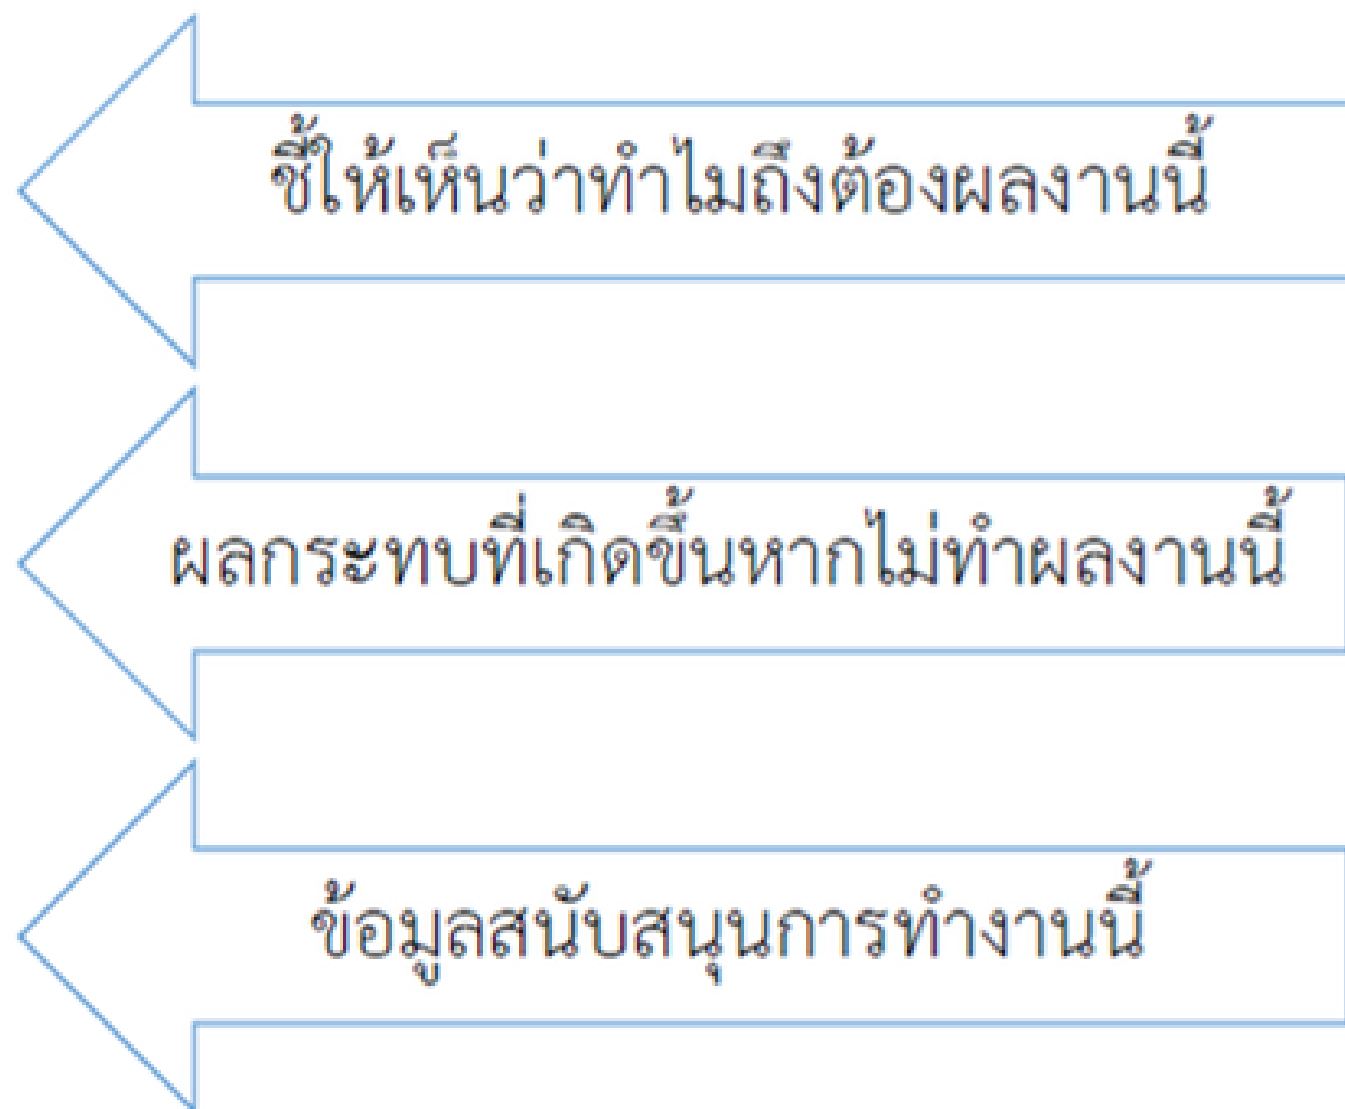 ชี้ให้เห็นว่าทำไมถึงต้องผลงานนี้
ผลกระทบที่เกิดขึ้นหากไม่ทำผลงานนี้
ข้อมูลสนับสนุนการทำงานนี้